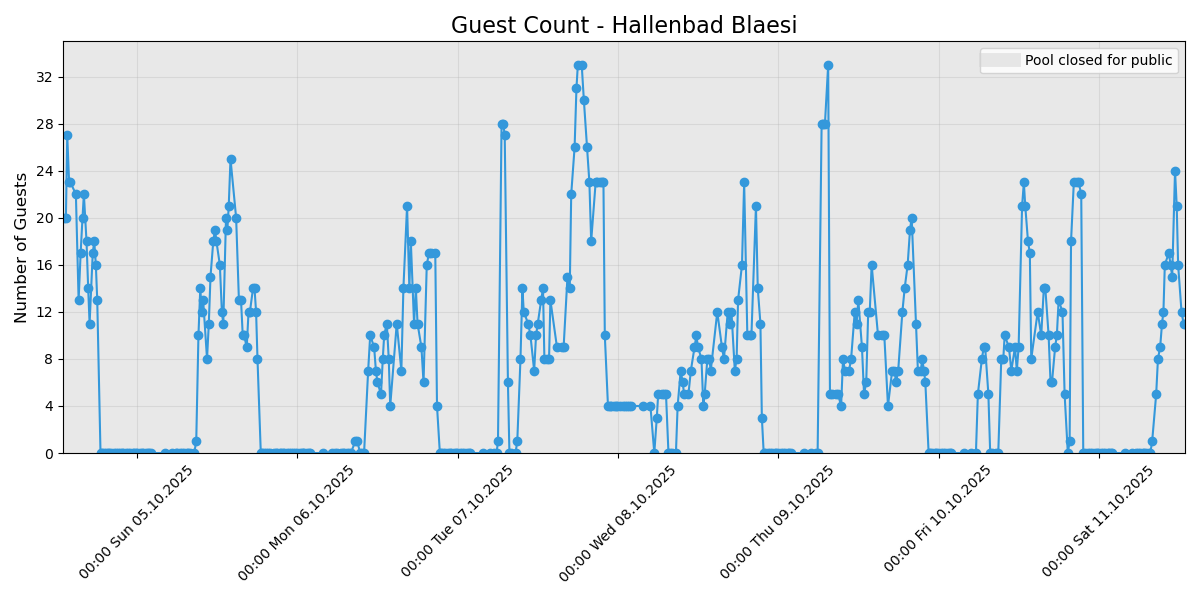 Guest Count - Hallenbad Blaesi
Pool closed for public
Number of Guests
32
28
24
20
16
12
8
4
0
00:00 Sun 05.10.2025
00:00 Mon 06.10.2025
00:00 Tue 07.10.2025
00:00 Wed 08.10.2025
00:00 Thu 09.10.2025
00:00 Fri 10.10.2025
00:00 Sat 11.10.2025